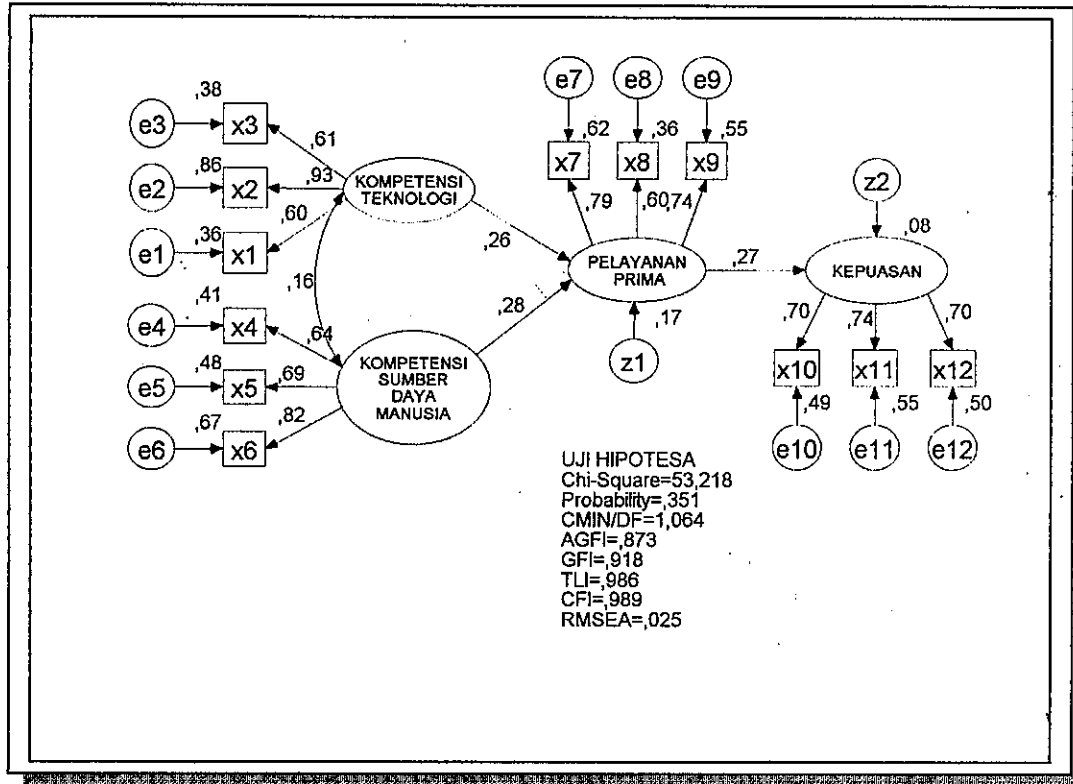 e7 e8 e9
,38 ,62 ,36 ,55
e3 x3 x7 x8 x9
,61
,86 ,93
e2 x2
KOMPETENSI
TEKNOLOGI
,79 ,60 ,74
z2
,60
,36
e1 x1
,26
,08
PELAYANAN
PRIMA
,27
KEPUASAN
,16
,41
e4 x4
,64
,28
,17
z1
,70 ,74 ,70
,48
e5 x5
,69
KOMPETENSI
SUMBER
DAYA
MANUSIA
x10 x11 x12
,49 ,55 ,50
,67
e6 x6
,82
e10 e11 e12
UJI HIPOTESA
Chi-Square=53,218
Probability=,351
CMIN/DF=1,064
AGFI=,873
GFI=,918
TLI=,986
CFI=,989
RMSEA=,025